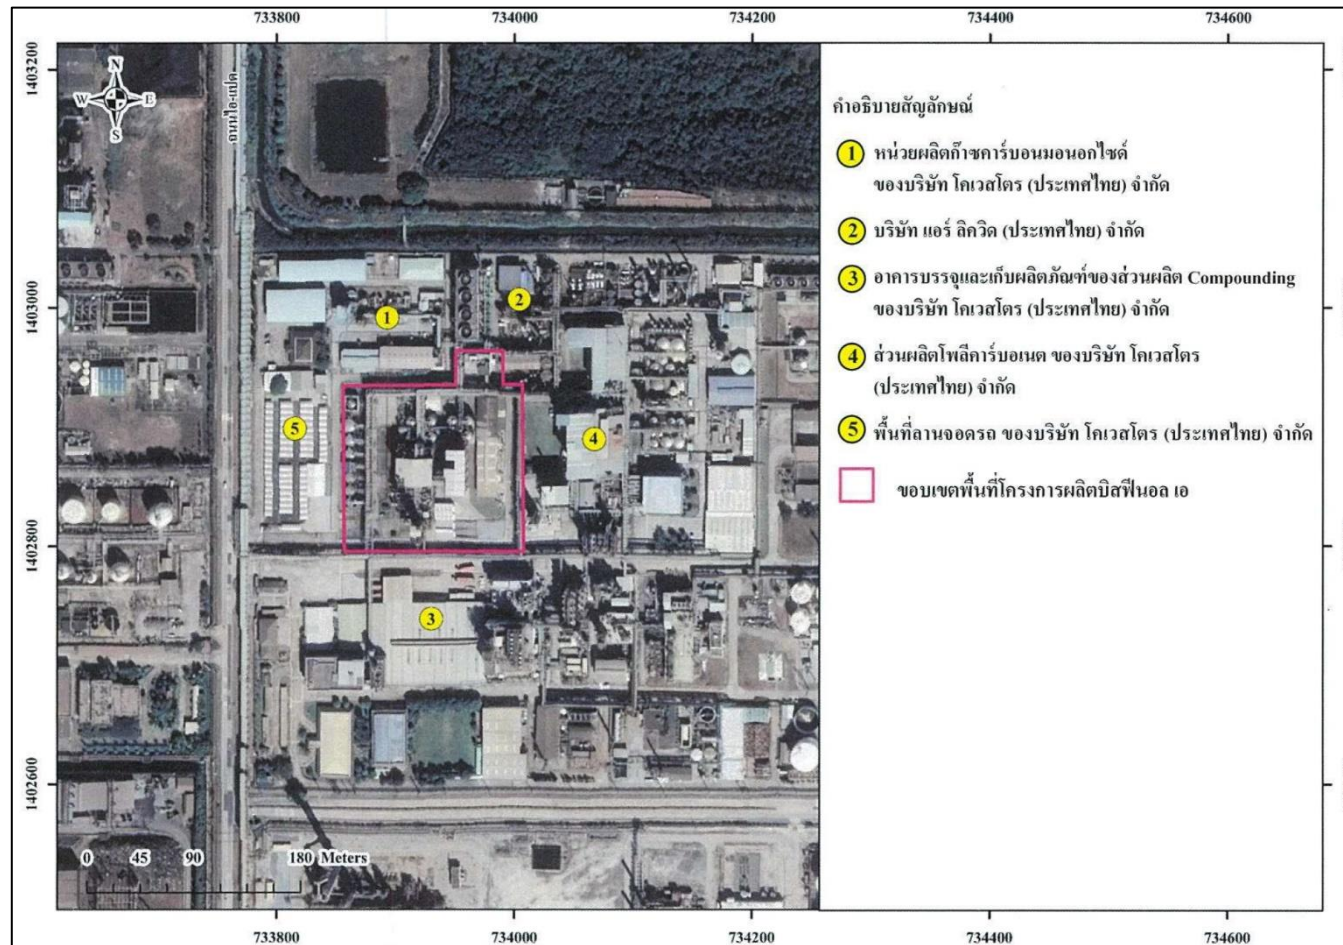 733800 734000 734200 734400 734600
1403200
1403000
1402800
1402600
N
W E
S
ถนนไอ-แปด
1
2
3
4
5
0 45 90 180 Meters
คำอธิบายสัญลักษณ์
1 หน่วยผลิตก๊าซคาร์บอนมอนอกไซด์
ของบริษัท โคเวสโตร (ประเทศไทย) จำกัด
2 บริษัท แอร์ ลิควิด (ประเทศไทย) จำกัด
3 อาคารบรรจุและเก็บผลิตภัณฑ์ของส่วนผลิต Compounding
ของบริษัท โคเวสโตร (ประเทศไทย) จำกัด
4 ส่วนผลิตโพลีคาร์บอเนต ของบริษัท โคเวสโตร
(ประเทศไทย) จำกัด
5 พื้นที่ลานจอดรถ ของบริษัท โคเวสโตร (ประเทศไทย) จำกัด
ขอบเขตพื้นที่โครงการผลิตบิสฟีนอล เอ
1403200
1403000
1402800
1402600
733800 734000 734200 734400 734600